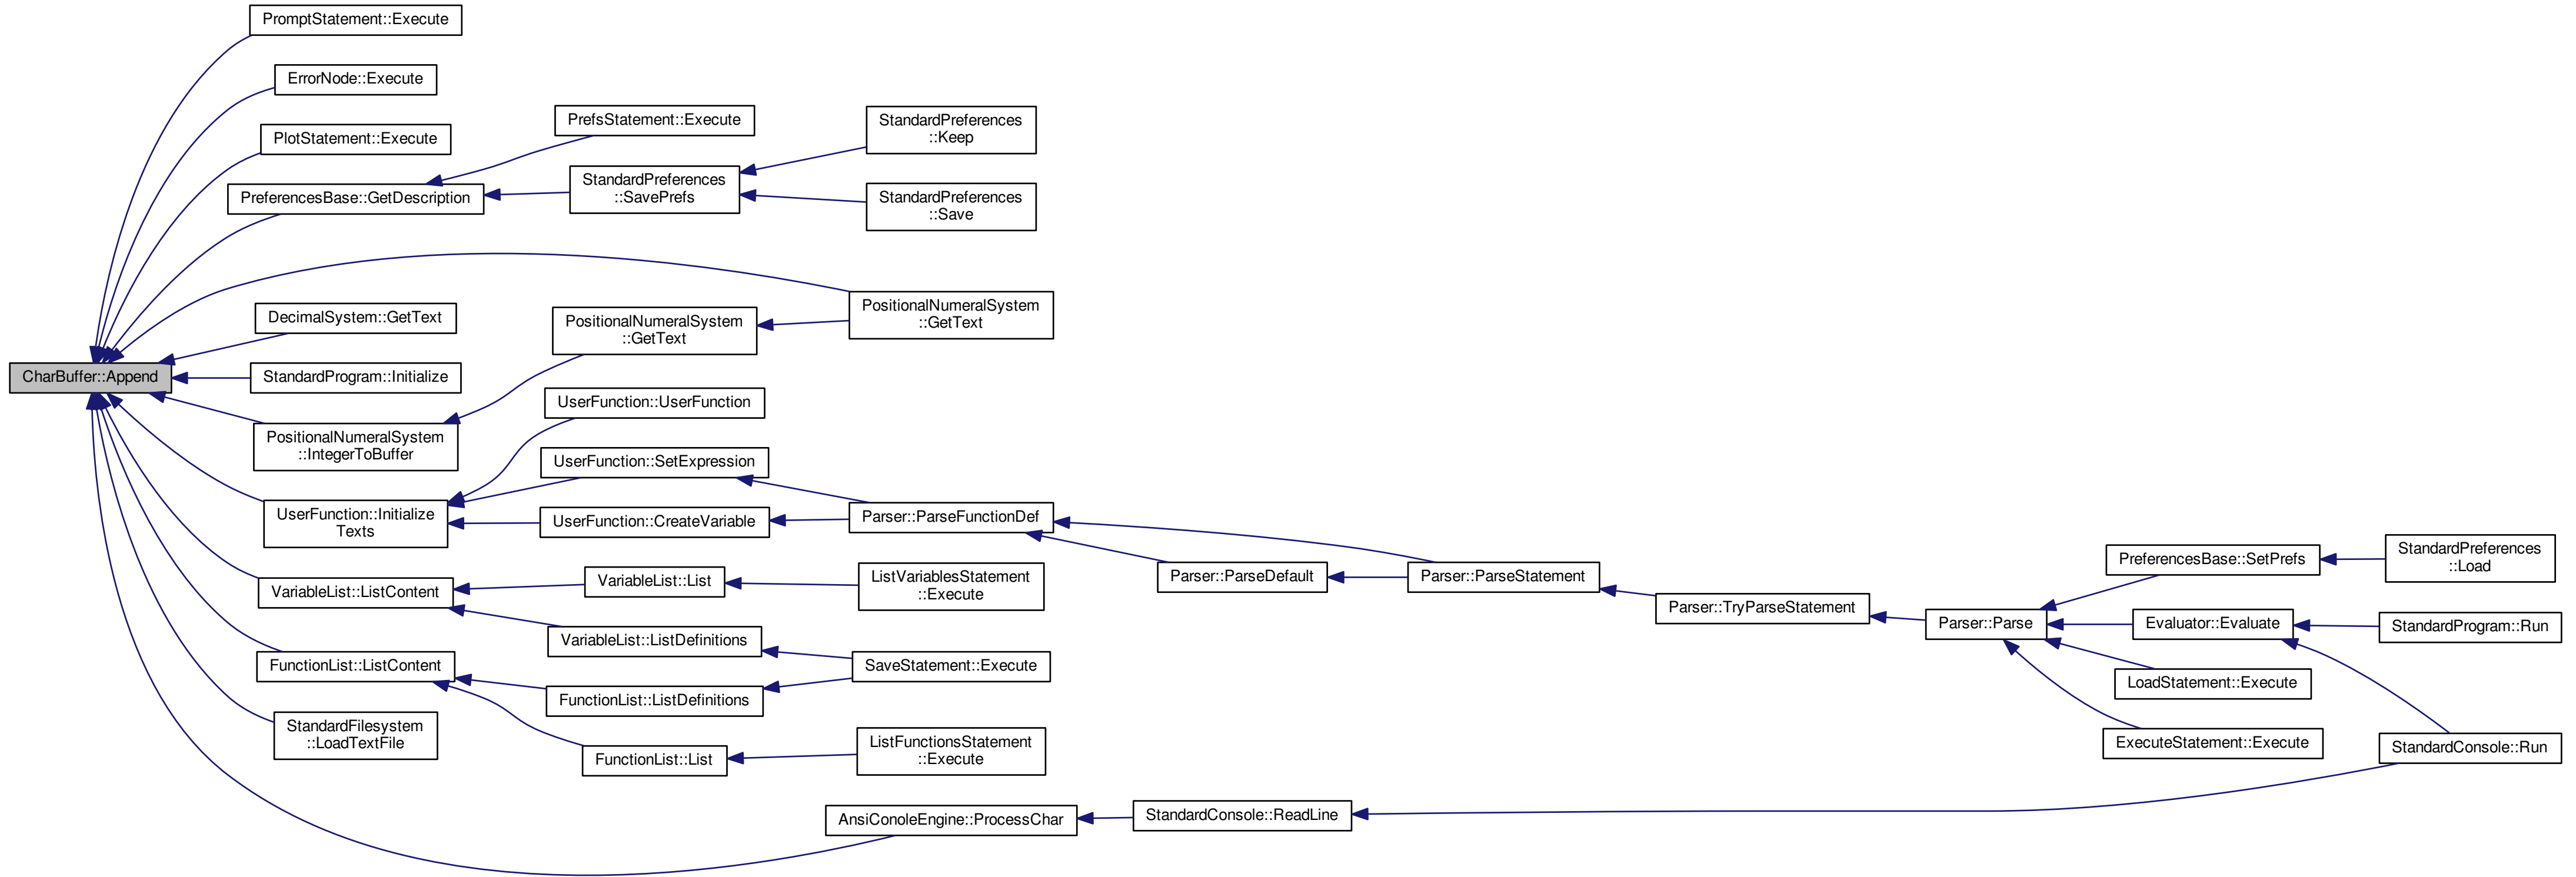 PromptStatement::Execute
ErrorNode::Execute
PlotStatement::Execute
PreferencesBase::GetDescription
PrefsStatement::Execute
StandardPreferences
::SavePrefs
StandardPreferences
::Keep
StandardPreferences
::Save
CharBuffer::Append
DecimalSystem::GetText
StandardProgram::Initialize
PositionalNumeralSystem
::IntegerToBuffer
PositionalNumeralSystem
::GetText
PositionalNumeralSystem
::GetText
UserFunction::Initialize
Texts
UserFunction::UserFunction
UserFunction::SetExpression
UserFunction::CreateVariable
Parser::ParseFunctionDef
Parser::ParseDefault
Parser::ParseStatement
Parser::TryParseStatement
Parser::Parse
PreferencesBase::SetPrefs
StandardPreferences
::Load
Evaluator::Evaluate
StandardProgram::Run
LoadStatement::Execute
ExecuteStatement::Execute
StandardConsole::Run
VariableList::ListContent
VariableList::List
ListVariablesStatement
::Execute
VariableList::ListDefinitions
SaveStatement::Execute
FunctionList::ListContent
FunctionList::ListDefinitions
FunctionList::List
ListFunctionsStatement
::Execute
StandardFilesystem
::LoadTextFile
AnsiConoleEngine::ProcessChar
StandardConsole::ReadLine